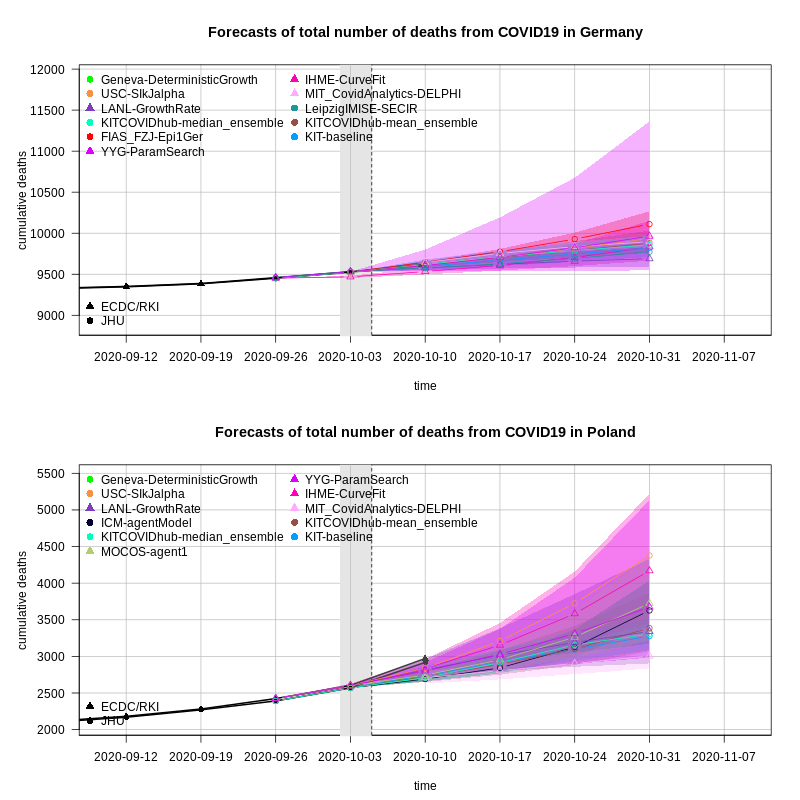 Forecasts of total number of deaths from COVID19 in Germany
cumulative deaths
12000
11500
11000
10500
10000
9500
9000
Geneva-DeterministicGrowth
USC-SIkJalpha
LANL-GrowthRate
KITCOVIDhub-median_ensemble
FIAS_FZJ-Epi1Ger
YYG-ParamSearch
IHME-CurveFit
MIT_CovidAnalytics-DELPHI
LeipzigIMISE-SECIR
KITCOVIDhub-mean_ensemble
KIT-baseline
ECDC/RKI
JHU
2020-09-12 2020-09-19 2020-09-26 2020-10-03 2020-10-10 2020-10-17 2020-10-24 2020-10-31 2020-11-07
time
Forecasts of total number of deaths from COVID19 in Poland
cumulative deaths
5500
5000
4500
4000
3500
3000
2500
2000
Geneva-DeterministicGrowth
USC-SIkJalpha
LANL-GrowthRate
ICM-agentModel
KITCOVIDhub-median_ensemble
MOCOS-agent1
YYG-ParamSearch
IHME-CurveFit
MIT_CovidAnalytics-DELPHI
KITCOVIDhub-mean_ensemble
KIT-baseline
ECDC/RKI
JHU
2020-09-12 2020-09-19 2020-09-26 2020-10-03 2020-10-10 2020-10-17 2020-10-24 2020-10-31 2020-11-07
time